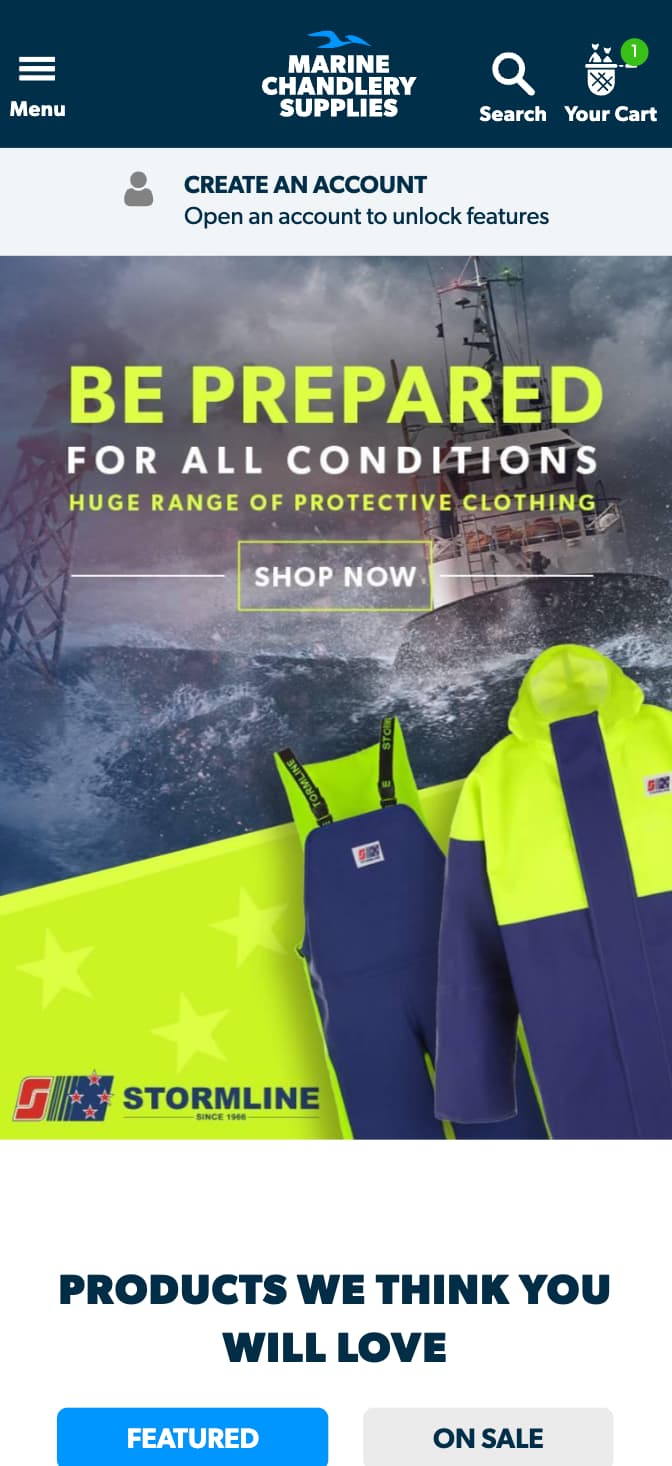 MARINE
CHANDLERY
SUPPLIES
1
Menu
Search
Your Cart
CREATE AN ACCOUNT
Open an account to unlock features
BE PREPARED
FOR ALL CONDITIONS
HUGE RANGE OF PROTECTIVE CLOTHING
SHOP NOW
STORMLINE
SINCE 1966
PRODUCTS WE THINK YOU
WILL LOVE
FEATURED
ON SALE